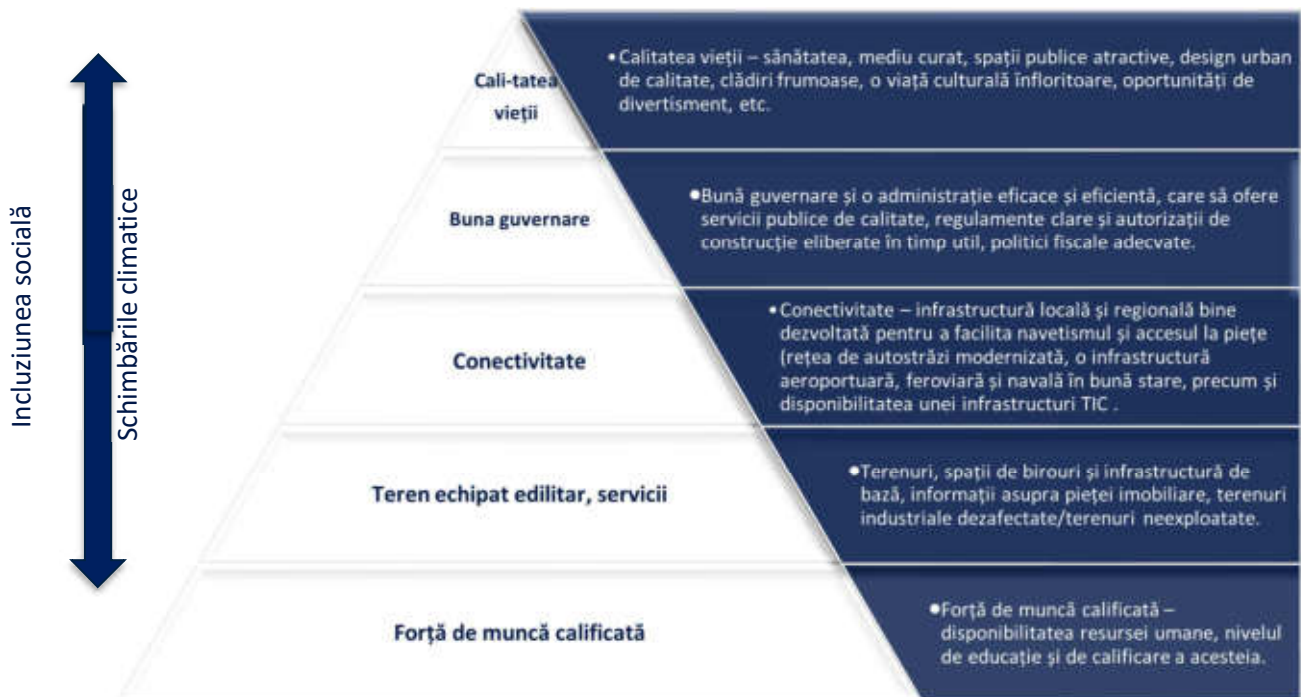 Incluziunea socială
Schimbările climatice
Cali-tatea
vieții
•Calitatea vieții – sănătatea, mediu curat, spații publice atractive, design urban
de calitate, clădiri frumoase, o viață culturală înfloritoare, oportunități de
divertisment, etc.
Buna guvernare
•Bună guvernare și o administrație eficace și eficientă, care să ofere
servicii publice de calitate, regulamente clare și autorizații de
construcție eliberate în timp util, politici fiscale adecvate.
Conectivitate
•Conectivitate – infrastructură locală și regională bine
dezvoltată pentru a facilita navetismul și accesul la piețe
(rețea de autostrăzi modernizată, o infrastructură
aeroportuară, feroviară și navală în bună stare, precum și
disponibilitatea unei infrastructuri TIC .
Teren echipat edilitar, servicii
•Terenuri, spații de birouri și infrastructură de
bază, informații asupra pieței imobiliare, terenuri
industriale dezafectate/terenuri neexploatate.
Forță de muncă calificată
•Forță de muncă calificată –
disponibilitatea resursei umane, nivelul
de educație și de calificare a acesteia.